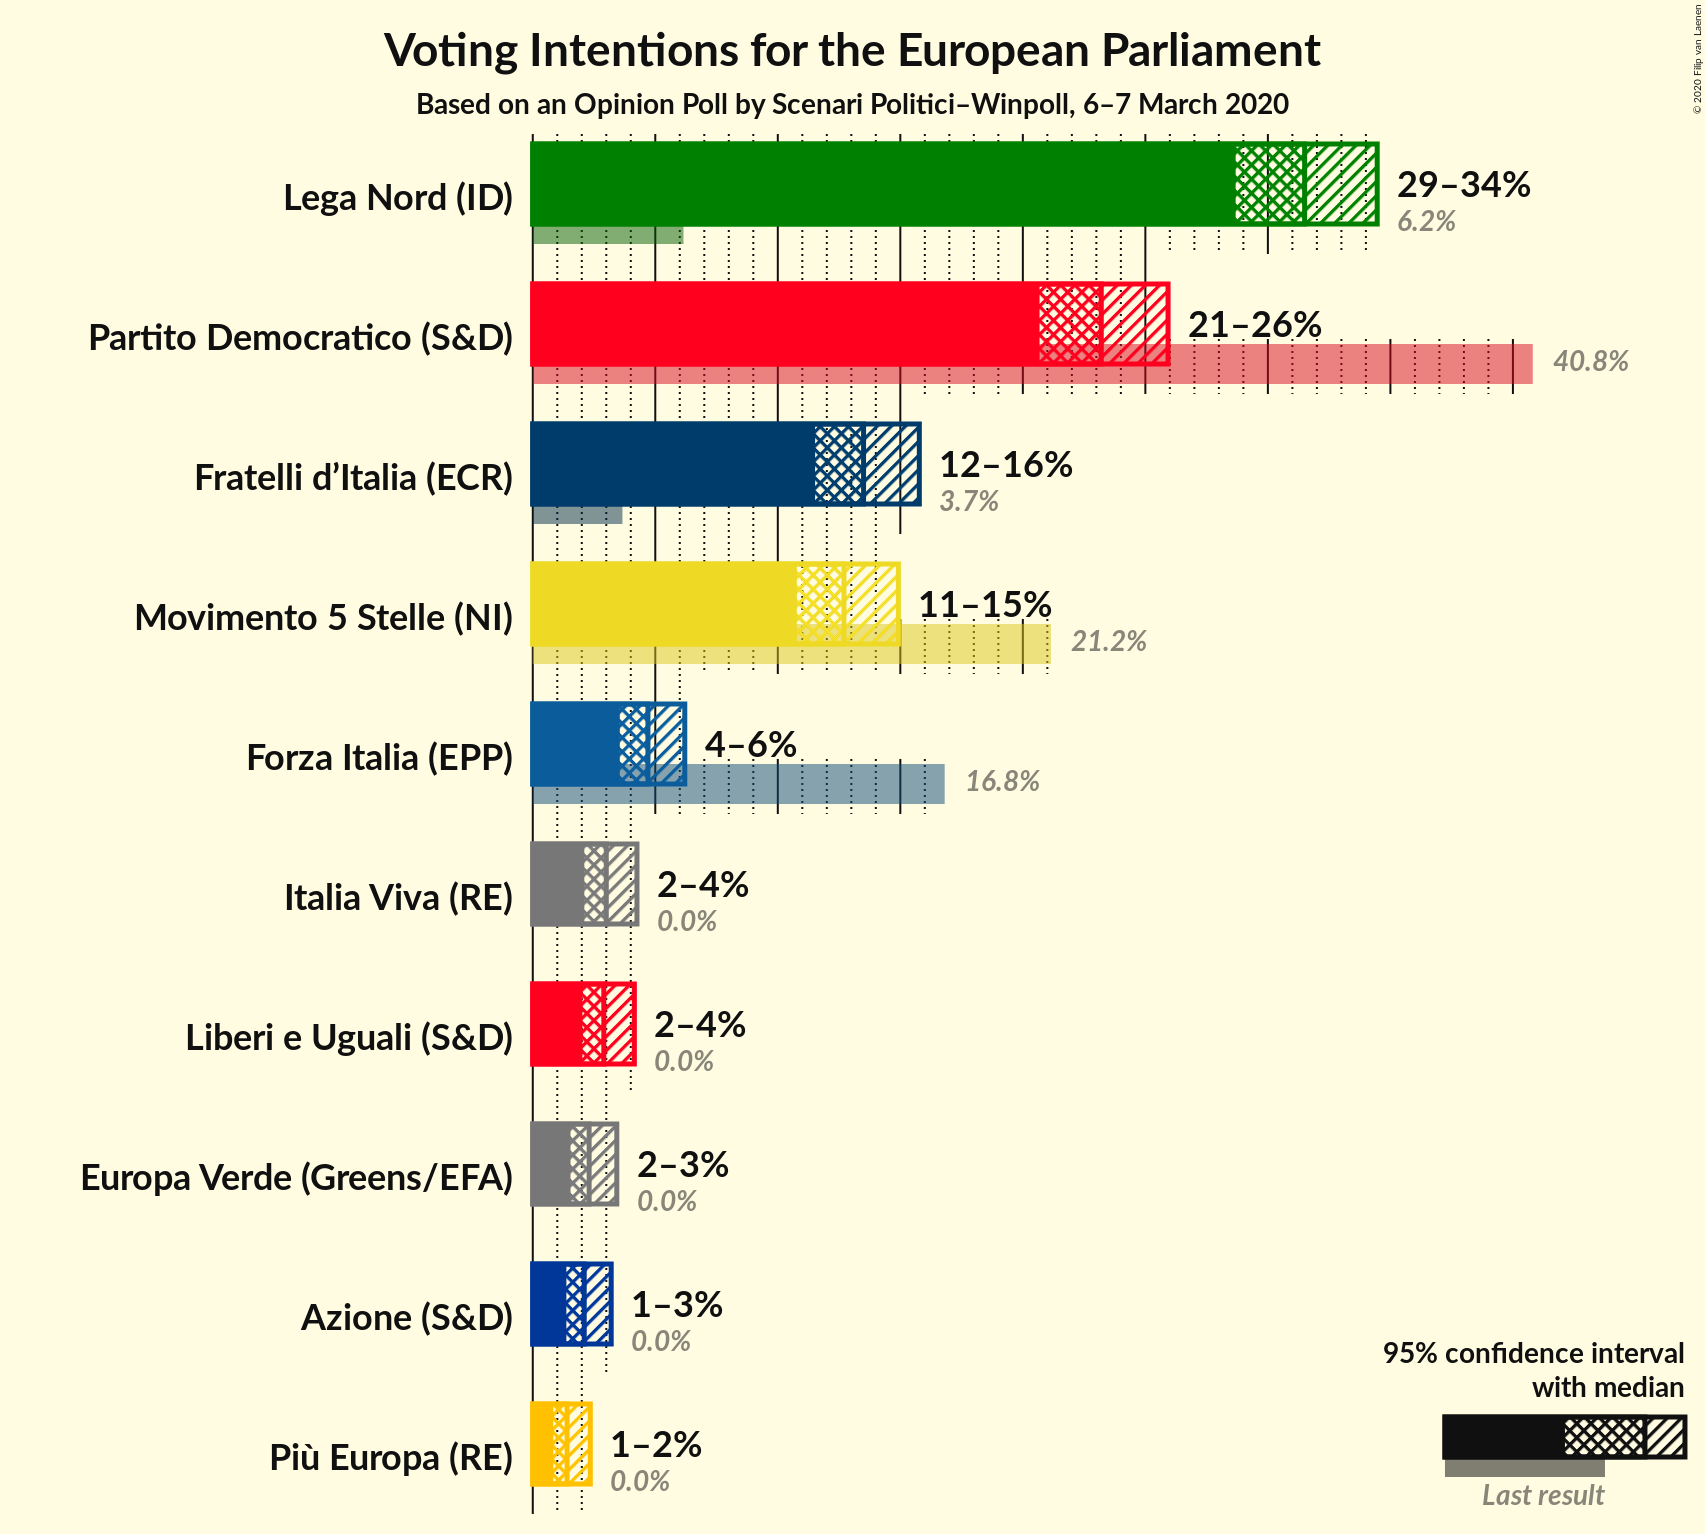 Voting Intentions for the European Parliament
Based on an Opinion Poll by Scenari Politici–Winpoll, 6–7 March 2020
© 2020 Filip van Laenen
Lega Nord (ID)
29–34%
6.2%
Partito Democratico (S&D)
21–26%
40.8%
Fratelli d’Italia (ECR)
12–16%
3.7%
Movimento 5 Stelle (NI)
11–15%
21.2%
Forza Italia (EPP)
4–6%
16.8%
Italia Viva (RE)
2–4%
0.0%
Liberi e Uguali (S&D)
2–4%
0.0%
Europa Verde (Greens/EFA)
2–3%
0.0%
Azione (S&D)
1–3%
0.0%
Più Europa (RE)
1–2%
0.0%
95% confidence interval
with median
Last result